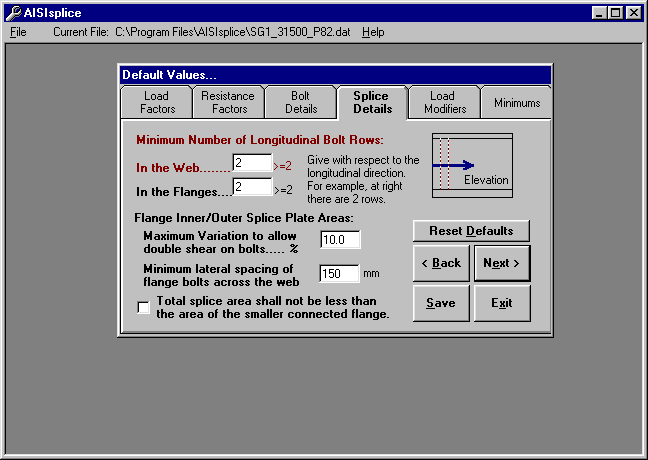 AISIsplice
File Current File: C:\Program Files\AISIsplice\SG1_31500_P82.dat Help
Default Values...
Load Factors
Resistance Factors
Bolt Details
Splice Details
Load Modifiers
Minimums
Minimum Number of Longitudinal Bolt Rows:
In the Web........ 2 >=2
In the Flanges.... 2 >=2
Give with respect to the
longitudinal direction.
For example, at right
there are 2 rows.
Elevation
Flange Inner/Outer Splice Plate Areas:
Maximum Variation to allow
double shear on bolts..... % 10.0
Minimum lateral spacing of
flange bolts across the web 150 mm
Total splice area shall not be less than
the area of the smaller connected flange.
Reset Defaults
< Back Next >
Save Exit